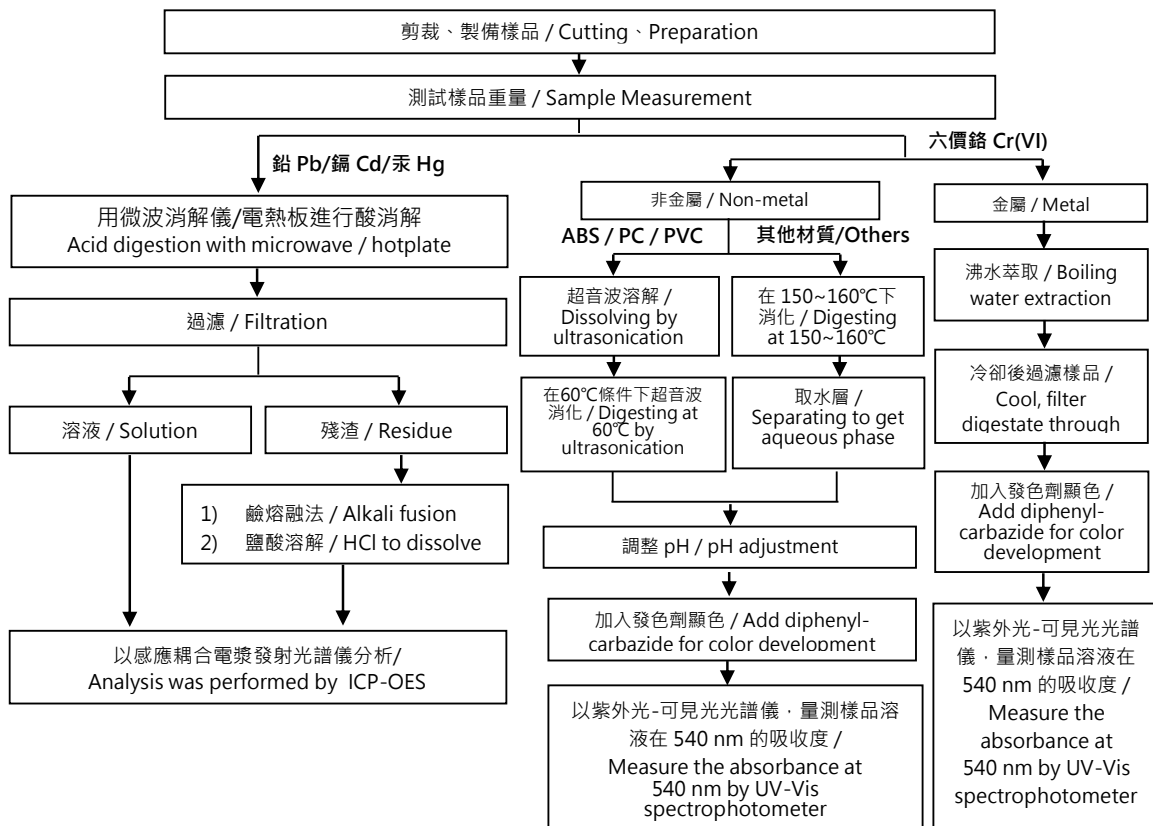 剪裁、製備樣品 / Cutting、Preparation
測試樣品重量 / Sample Measurement
鉛 Pb/鎘 Cd/汞 Hg
用微波消解儀/電熱板進行酸消解
Acid digestion with microwave / hotplate
過濾 / Filtration
溶液 / Solution
殘渣 / Residue
1) 鹼熔融法 / Alkali fusion
2) 鹽酸溶解 / HCl to dissolve
以感應耦合電漿發射光譜儀分析/
Analysis was performed by ICP-OES
六價鉻 Cr(VI)
非金屬 / Non-metal
ABS / PC / PVC
超音波溶解 /
Dissolving by
ultrasonication
在60℃條件下超音波
消化 / Digesting at
60℃ by
ultrasonication
其他材質/Others
在 150~160℃下
消化 / Digesting
at 150~160℃
取水層 /
Separating to get
aqueous phase
調整 pH / pH adjustment
加入發色劑顯色 / Add diphenyl-
carbazide for color development
以紫外光-可見光光譜儀，量測樣品溶
液在 540 nm 的吸收度 /
Measure the absorbance at
540 nm by UV-Vis
spectrophotometer
金屬 / Metal
沸水萃取 / Boiling
water extraction
冷卻後過濾樣品 /
Cool, filter
digestate through
加入發色劑顯色 /
Add diphenyl-
carbazide for color
development
以紫外光-可見光光譜
儀，量測樣品溶液在
540 nm 的吸收度 /
Measure the
absorbance at
540 nm by UV-Vis
spectrophotometer